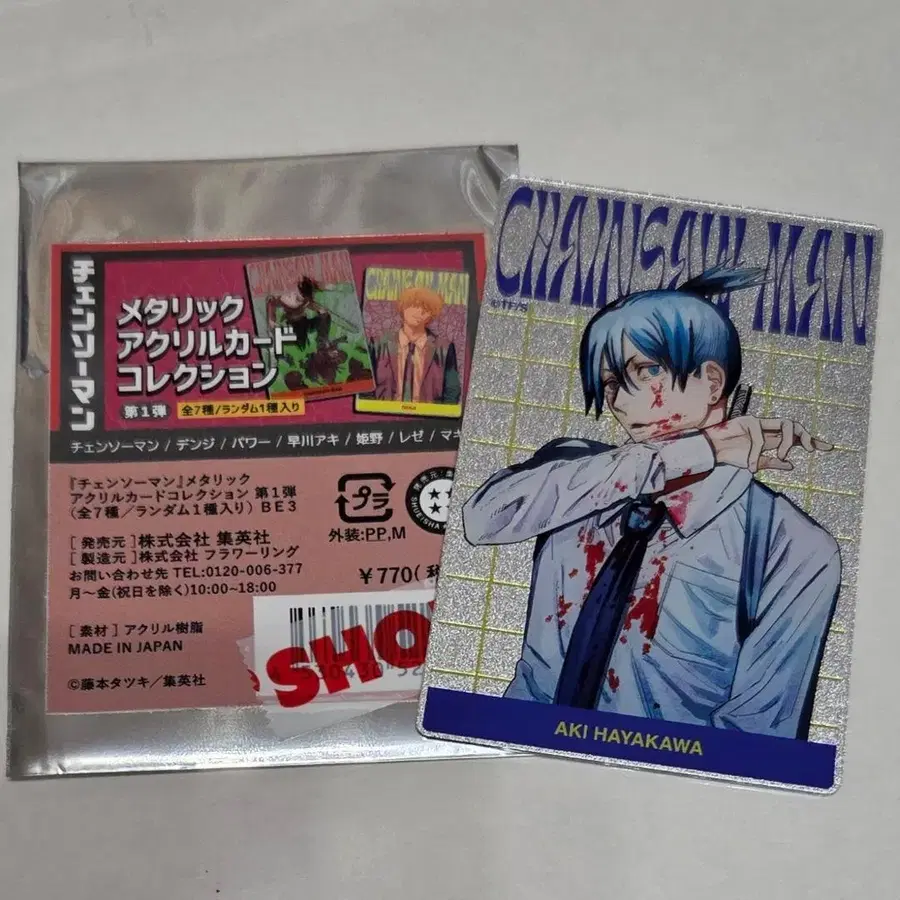 チェンソーマン
メタリック
アクリルカード
コレクション
第1弾 全7種/ランダム1種入り
CHAINSAW MAN
CHAINSAW MAN
チェンソーマン / デンジ / パワー / 早川アキ / 姫野 / レゼ / マキ
『チェンソーマン』メタリック
アクリルカードコレクション 第1弾
(全7種/ランダム1種入り) BE3
[ 発売元 ] 株式会社 集英社
[ 製造元 ] 株式会社 フラワーリング
お問い合わせ先 TEL:0120-006-377
月~金(祝日を除く)10:00~18:00
プラ
外装:PP,M
SHUEISHA
¥770(
[ 素材 ] アクリル樹脂
MADE IN JAPAN
©藤本タツキ/集英社
SHO
CHAINSAW MAN
©TF/S
AKI HAYAKAWA